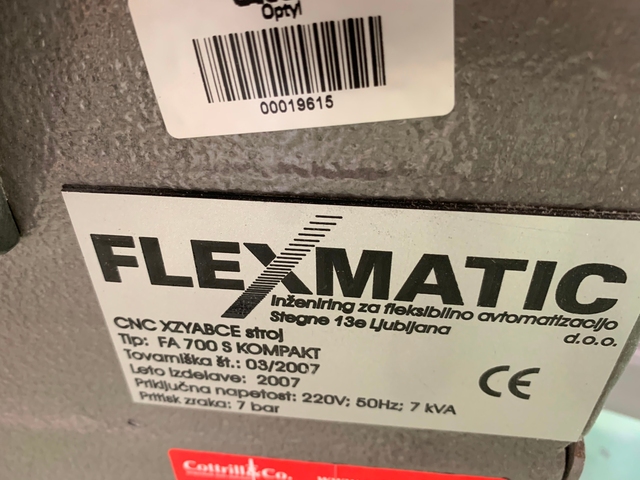 Optyl
00019615
FLEXMATIC
Inženiring za fleksibilno avtomatizacijo
Stegne 13e Ljubljana d.o.o.
CNC XZYABCE stroj
Tip: FA 700 S KOMPAKT
Tovarniška št.: 03/2007
Leto izdelave: 2007
Priključna napetost: 220V; 50Hz; 7 kVA
Pritisk zraka: 7 bar
CE
Cottrill & Co.